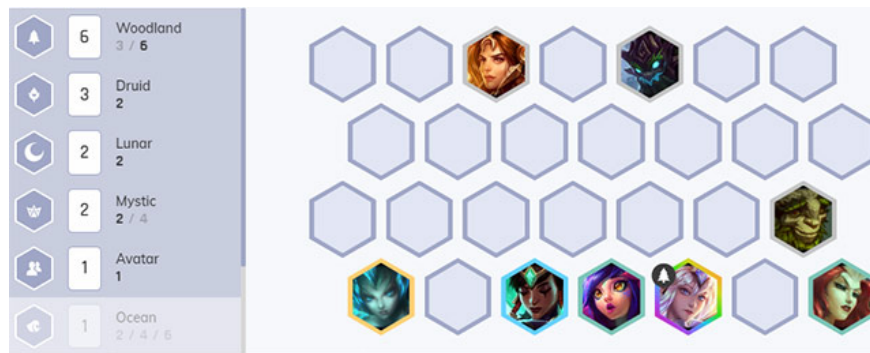 6
Woodland
3 / 6
3
Druid
2
2
Lunar
2
2
Mystic
2 / 4
1
Avatar
1
1
Ocean
2 / 4 / 6